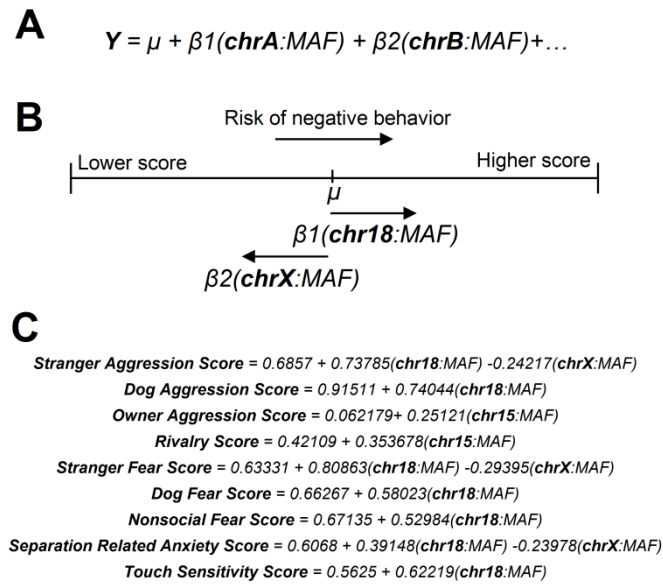 A
Y = μ + β1(chrA:MAF) + β2(chrB:MAF)+…
B
Risk of negative behavior
Lower score
Higher score
μ
β1(chr18:MAF)
β2(chrX:MAF)
C
Stranger Aggression Score = 0.6857 + 0.73785(chr18:MAF) -0.24217(chrX:MAF)
Dog Aggression Score = 0.91511 + 0.74044(chr18:MAF)
Owner Aggression Score = 0.062179+ 0.25121(chr15:MAF)
Rivalry Score = 0.42109 + 0.353678(chr15:MAF)
Stranger Fear Score = 0.63331 + 0.80863(chr18:MAF) -0.29395(chrX:MAF)
Dog Fear Score = 0.66267 + 0.58023(chr18:MAF)
Nonsocial Fear Score = 0.67135 + 0.52984(chr18:MAF)
Separation Related Anxiety Score = 0.6068 + 0.39148(chr18:MAF) -0.23978(chrX:MAF)
Touch Sensitivity Score = 0.5625 + 0.62219(chr18:MAF)